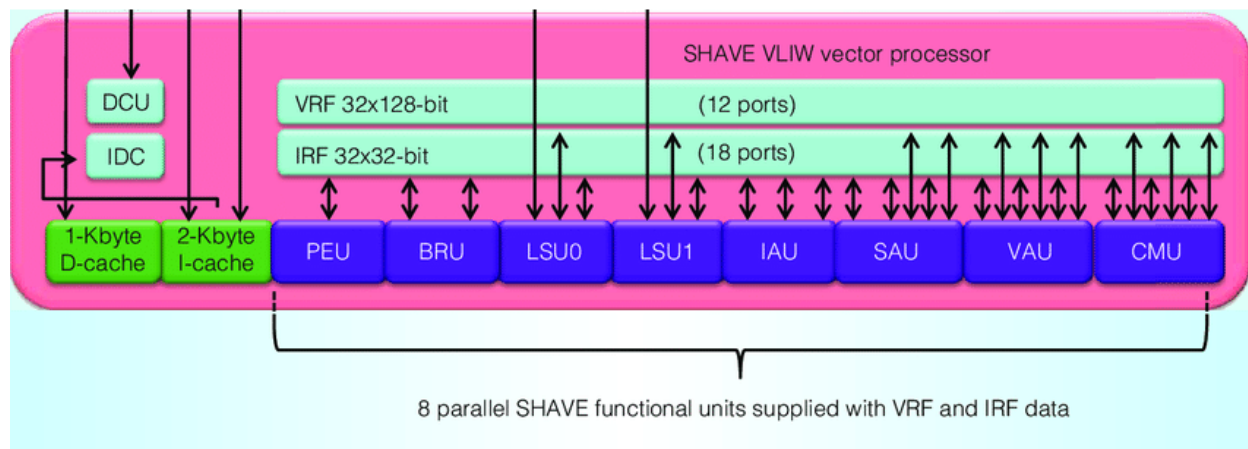 SHAVE VLIW vector processor
DCU
VRF 32x128-bit (12 ports)
IDC
IRF 32x32-bit (18 ports)
1-Kbyte
D-cache
2-Kbyte
I-cache
PEU
BRU
LSU0
LSU1
IAU
SAU
VAU
CMU
8 parallel SHAVE functional units supplied with VRF and IRF data